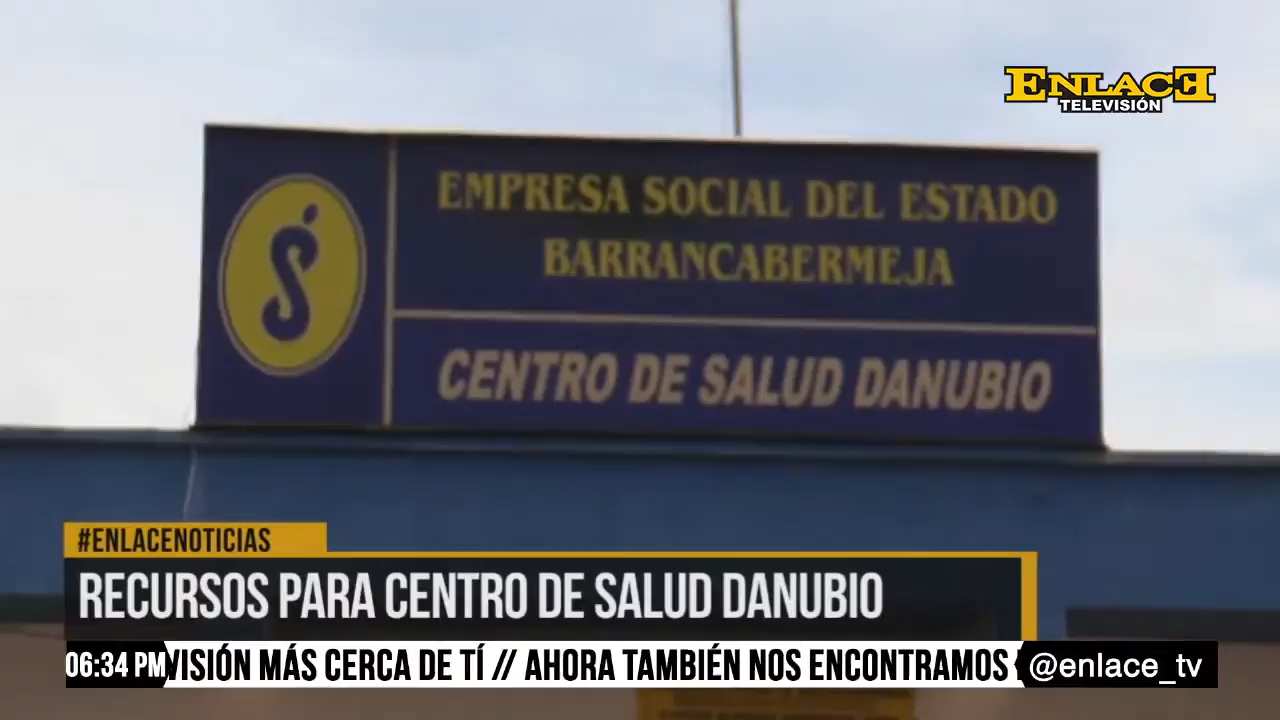 ENLACE
TELEVISIÓN
EMPRESA SOCIAL DEL ESTADO
BARRANCABERMEJA
CENTRO DE SALUD DANUBIO
#ENLACENOTICIAS
RECURSOS PARA CENTRO DE SALUD DANUBIO
06:34 PM VISIÓN MÁS CERCA DE TÍ // AHORA TAMBIÉN NOS ENCONTRAMOS @enlace_tv